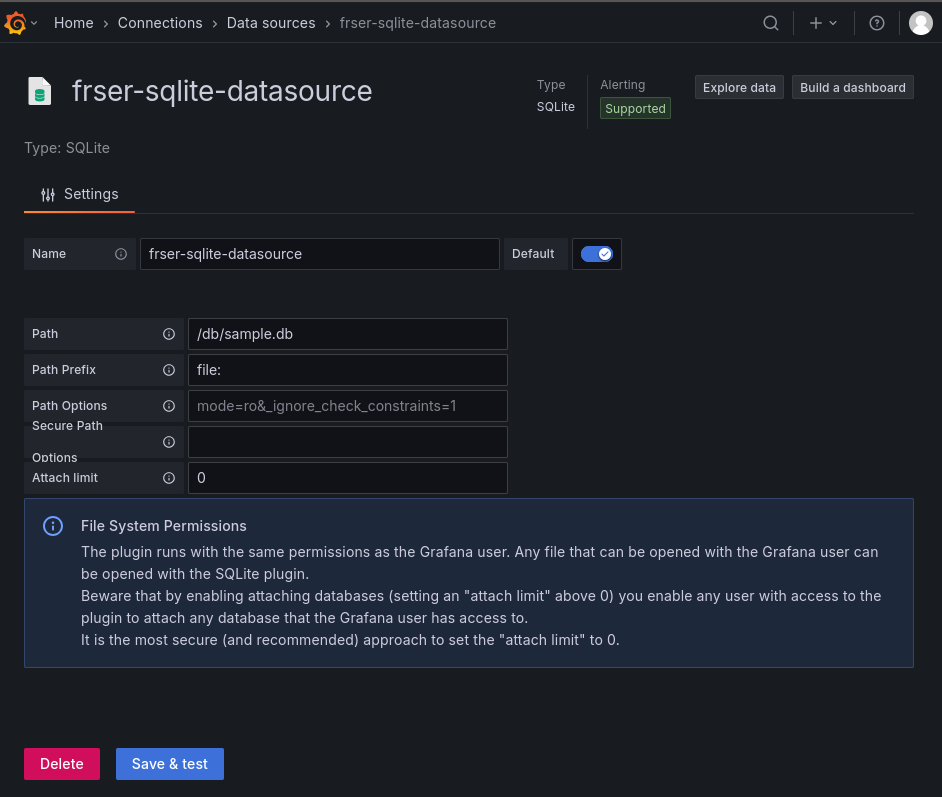 Home > Connections > Data sources > frser-sqlite-datasource
frser-sqlite-datasource
Type
SQLite
Alerting
Supported
Explore data
Build a dashboard
Type: SQLite
Settings
Name
frser-sqlite-datasource
Default
Path
/db/sample.db
Path Prefix
file:
Path Options
mode=ro&_ignore_check_constraints=1
Secure Path
Options
Attach limit
0
File System Permissions
The plugin runs with the same permissions as the Grafana user. Any file that can be opened with the Grafana user can
be opened with the SQLite plugin.
Beware that by enabling attaching databases (setting an "attach limit" above 0) you enable any user with access to the
plugin to attach any database that the Grafana user has access to.
It is the most secure (and recommended) approach to set the "attach limit" to 0.
Delete
Save & test